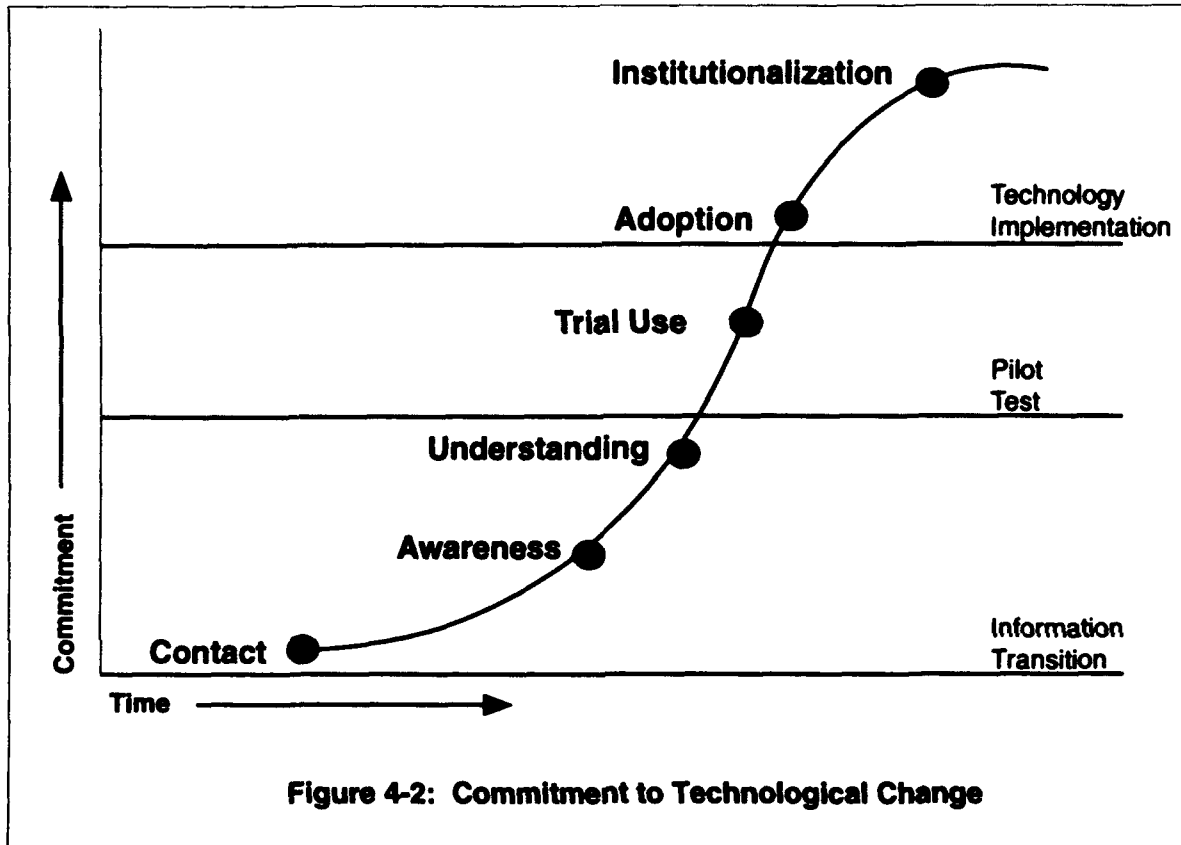 Institutionalization
Technology
Implementation
Adoption
Trial Use
Pilot
Test
Understanding
Awareness
Information
Transition
Contact
Commitment
Time
Figure 4-2: Commitment to Technological Change